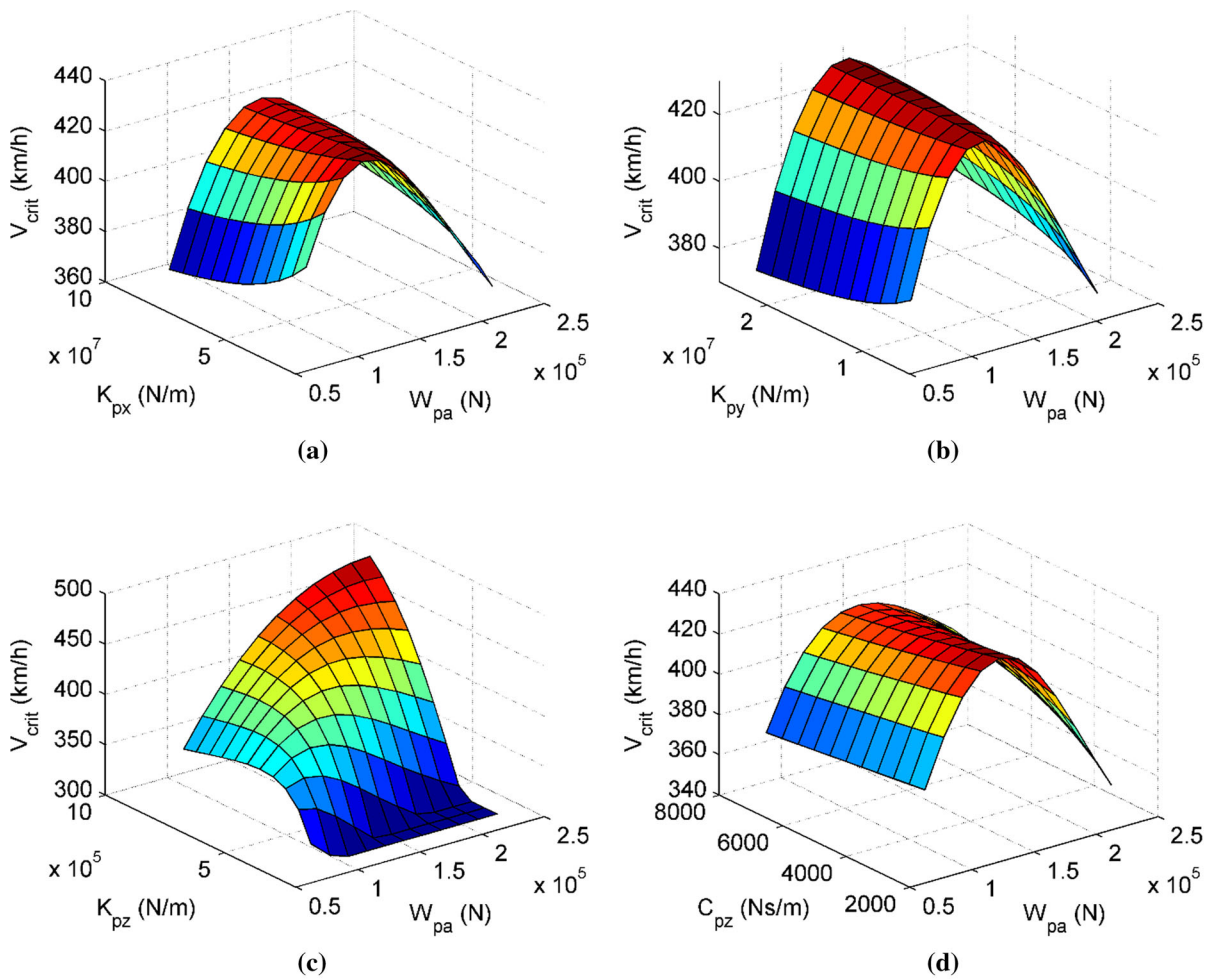 440
420
400
380
360
V_crit (km/h)
10
5
x 10^7
K_px (N/m)
0.5
1
1.5
2
2.5
x 10^5
W_pa (N)
(a)
420
400
380
V_crit (km/h)
2
1
x 10^7
K_py (N/m)
0.5
1
1.5
2
2.5
x 10^5
W_pa (N)
(b)
500
450
400
350
300
V_crit (km/h)
10
5
x 10^5
K_pz (N/m)
0.5
1
1.5
2
2.5
x 10^5
W_pa (N)
(c)
440
420
400
380
360
340
V_crit (km/h)
8000
6000
4000
2000
C_pz (Ns/m)
0.5
1
1.5
2
2.5
x 10^5
W_pa (N)
(d)